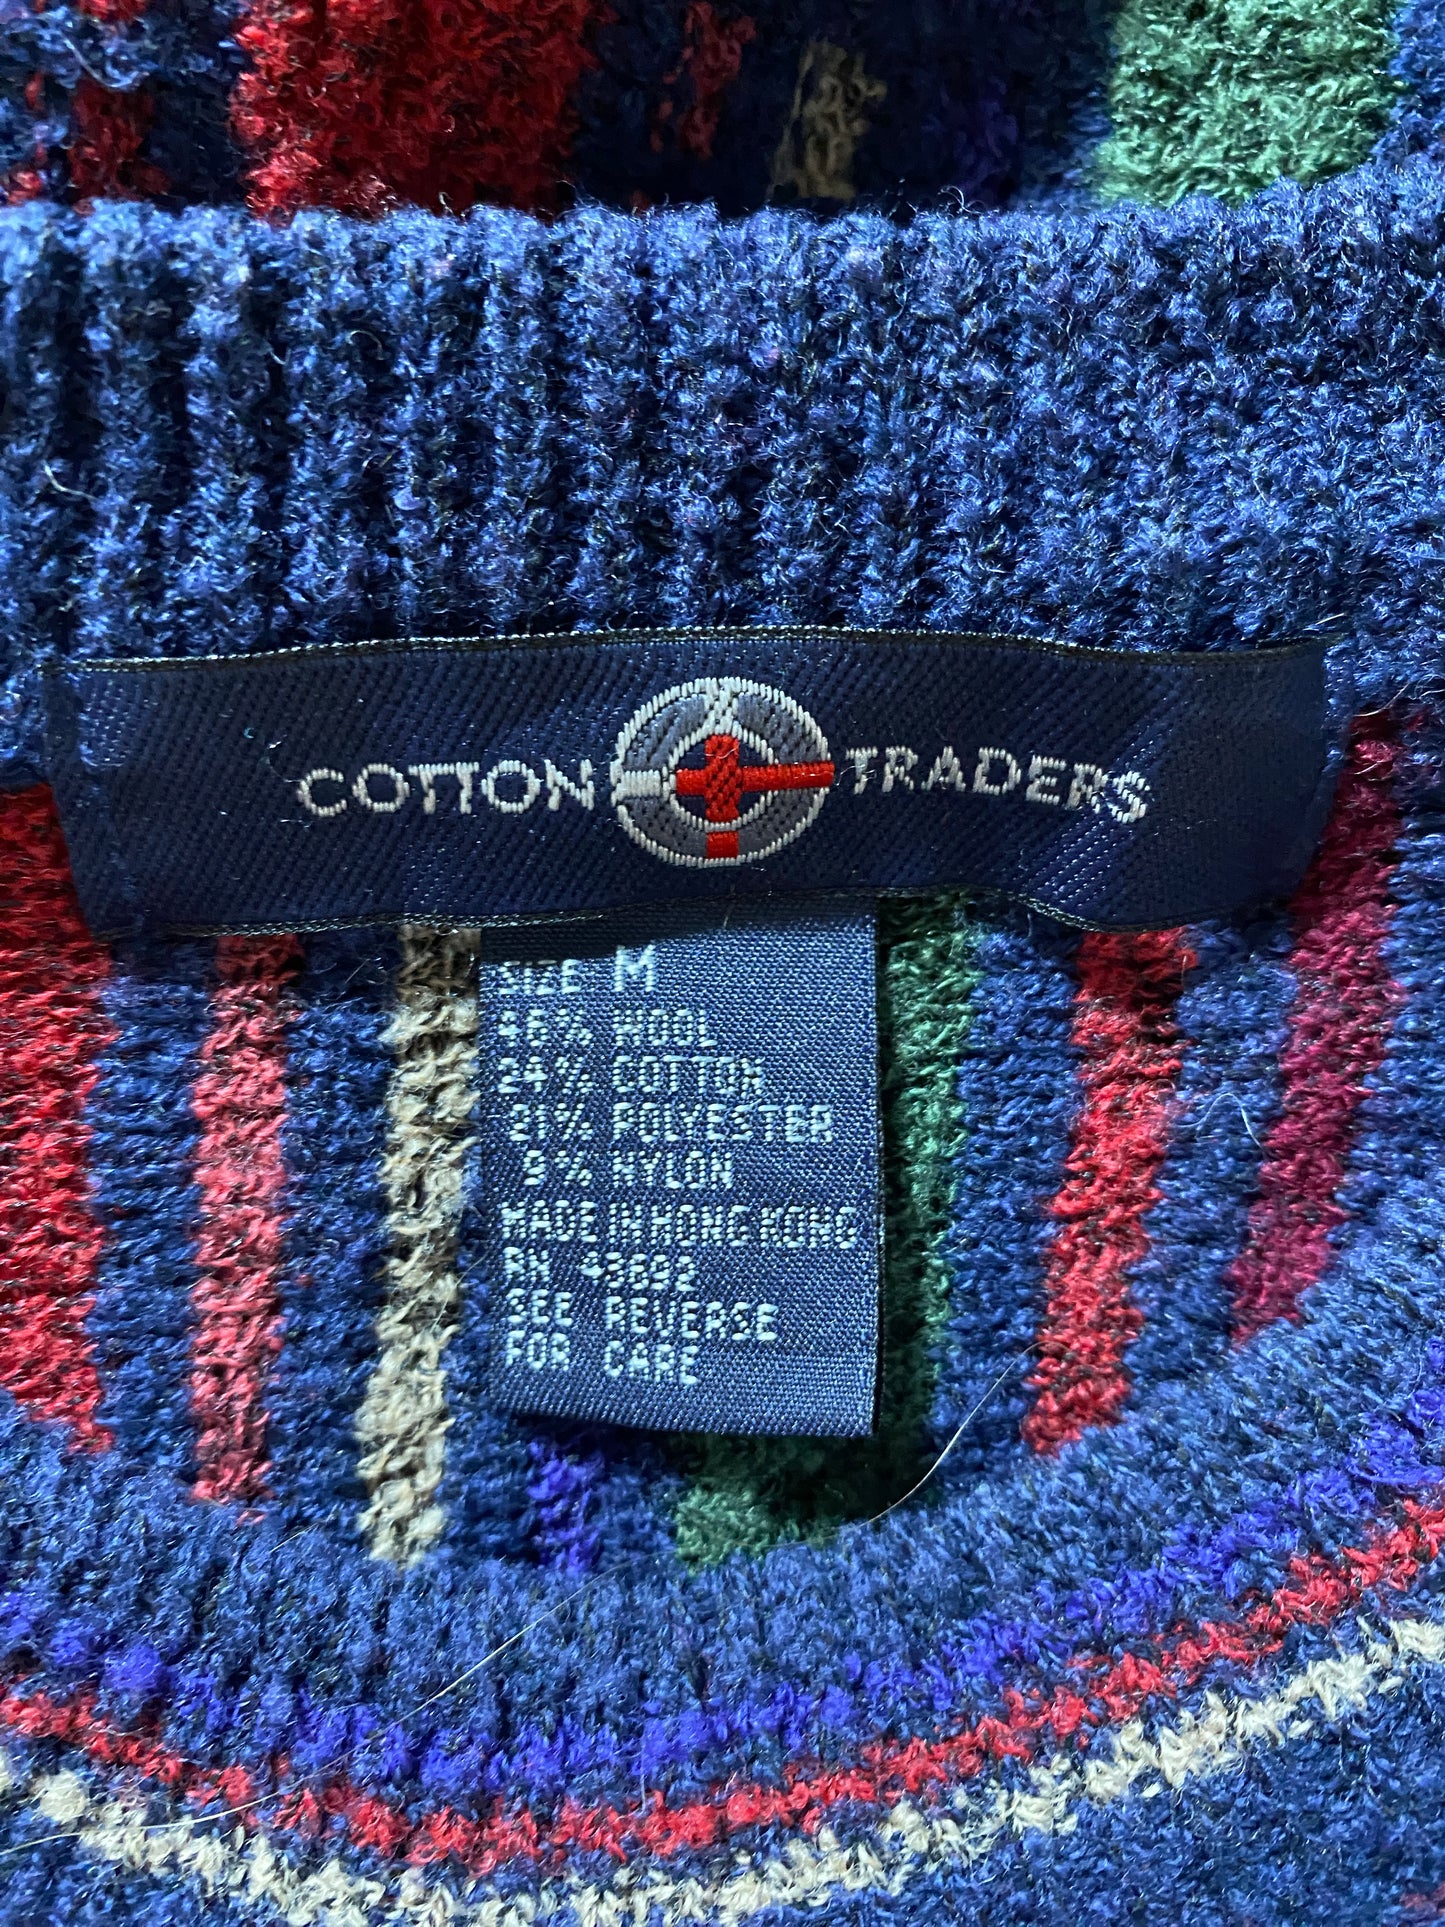 COTTON TRADERS
SIZE M
46% WOOL
24% COTTON
21% POLYESTER
9% NYLON
MADE IN HONG KONG
RN
SEE REVERSE
FOR CARE